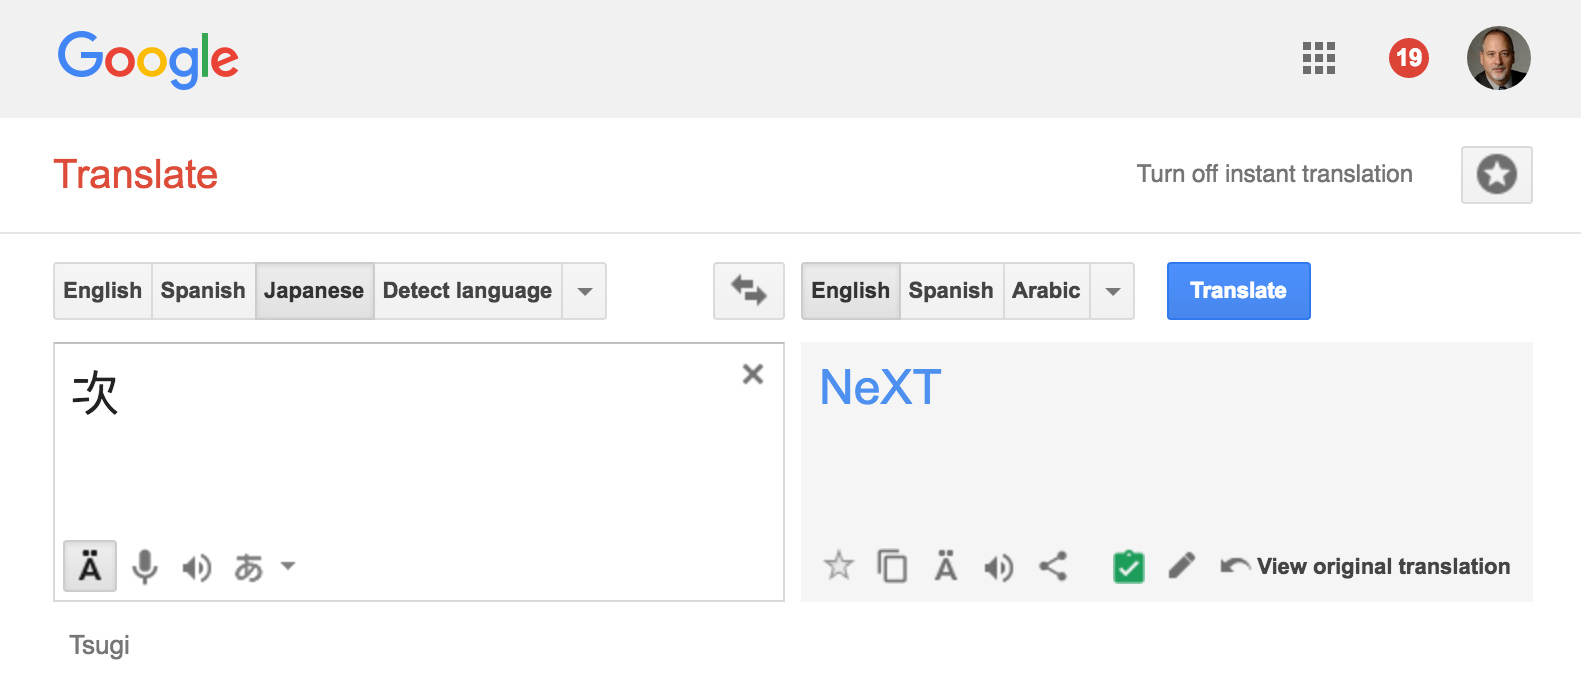 Google
19
Translate
Turn off instant translation
English Spanish Japanese Detect language
English Spanish Arabic
Translate
次
NeXT
Ä
あ
Ä
View original translation
Tsugi